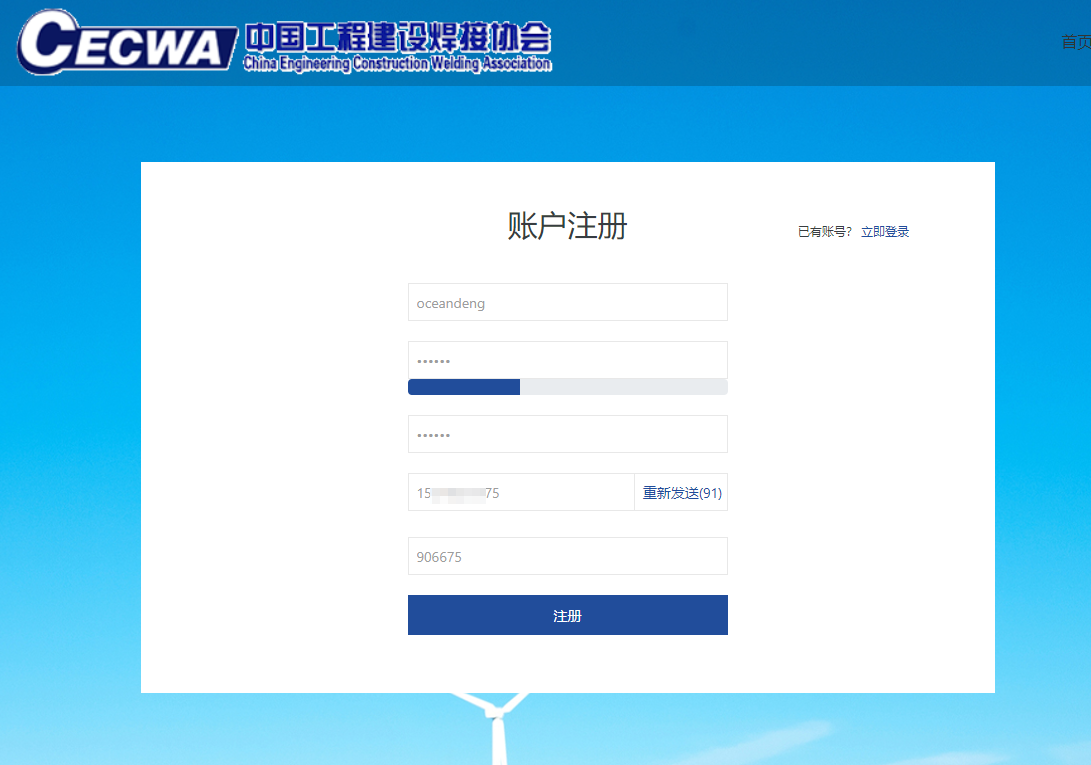 CECWA 中国工程建设焊接协会
China Engineering Construction Welding Association
首页
账户注册
已有账号? 立即登录
oceandeng
••••••
••••••
15 75 重新发送(91)
906675
注册